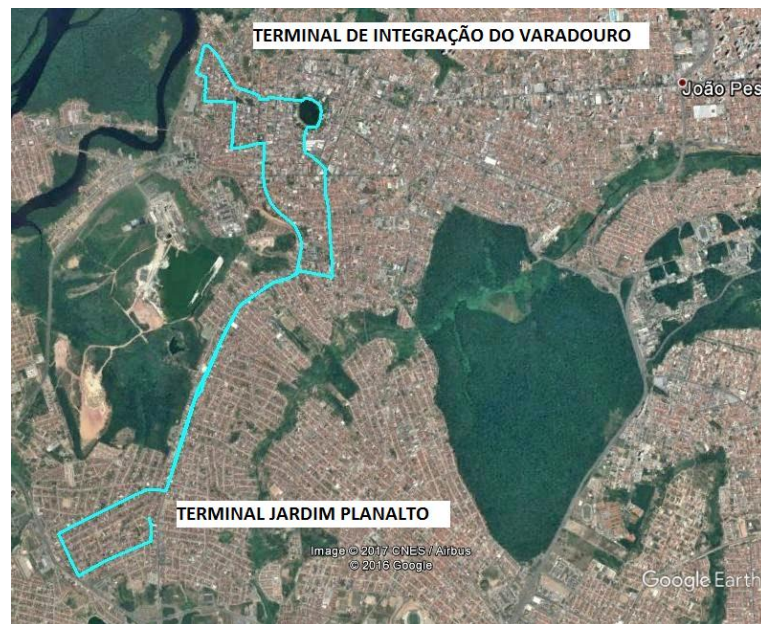 TERMINAL DE INTEGRAÇÃO DO VARADOURO
João Pes
TERMINAL JARDIM PLANALTO
Image © 2017 CNES / Airbus
© 2016 Google
Google Earth